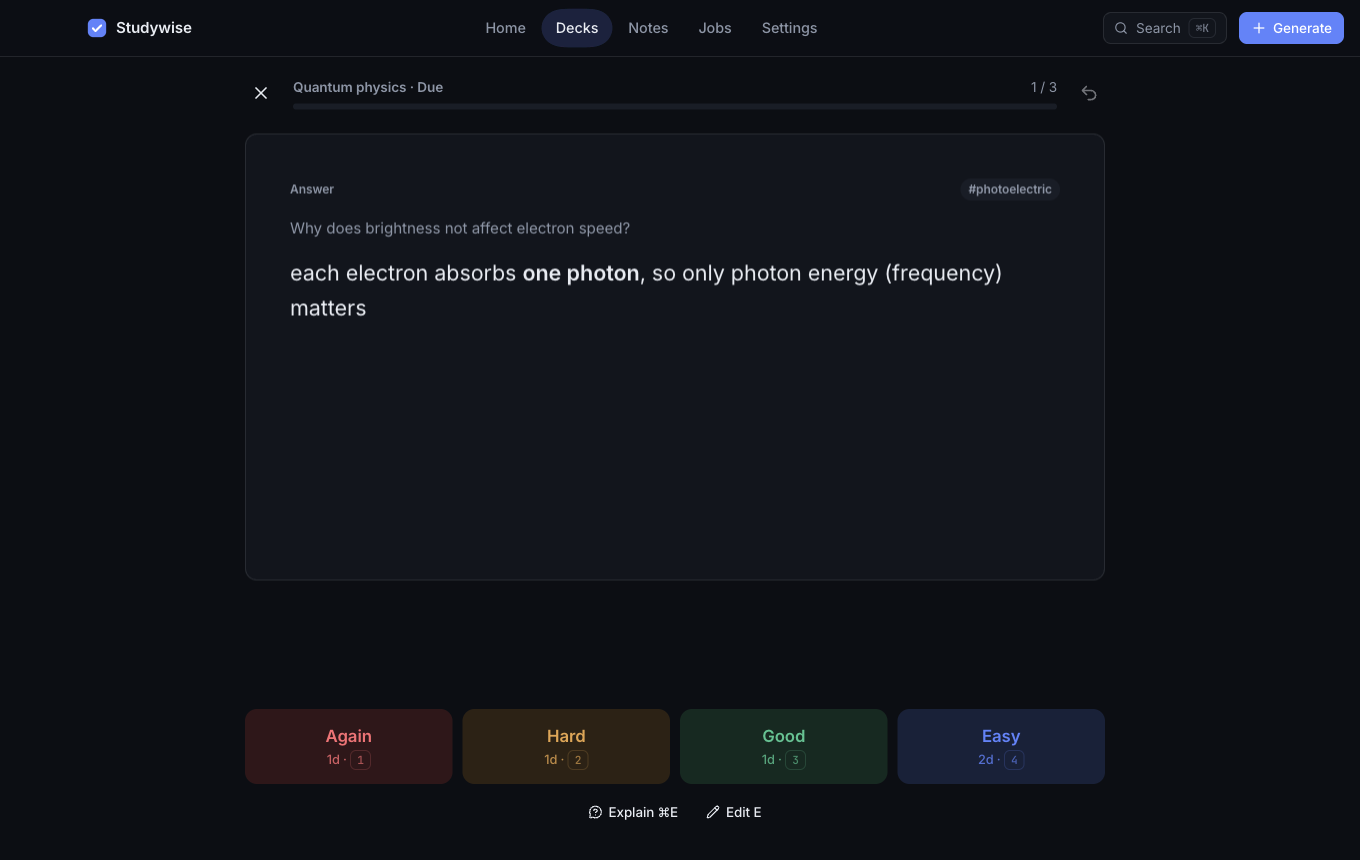 Studywise
Home Decks Notes Jobs Settings
Search ⌘K
+ Generate
Quantum physics · Due
1 / 3
Answer
#photoelectric
Why does brightness not affect electron speed?
each electron absorbs one photon, so only photon energy (frequency)
matters
Again
1d · 1
Hard
1d · 2
Good
1d · 3
Easy
2d · 4
Explain ⌘E
Edit E